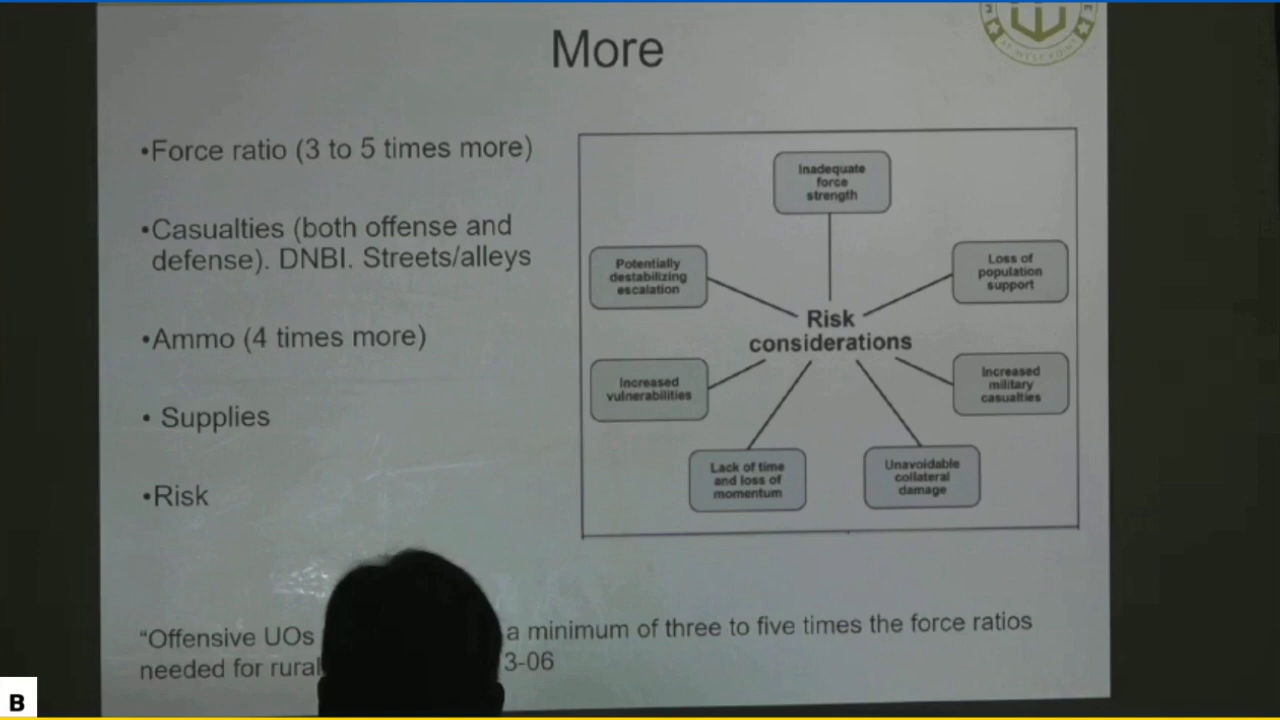 More
•Force ratio (3 to 5 times more)
•Casualties (both offense and
defense). DNBI. Streets/alleys
•Ammo (4 times more)
• Supplies
•Risk
Inadequate
force
strength
Potentially
destabilizing
escalation
Loss of
population
support
Risk
considerations
Increased
vulnerabilities
Increased
military
casualties
Lack of time
and loss of
momentum
Unavoidable
collateral
damage
“Offensive UOs a minimum of three to five times the force ratios
needed for rural 3-06
B